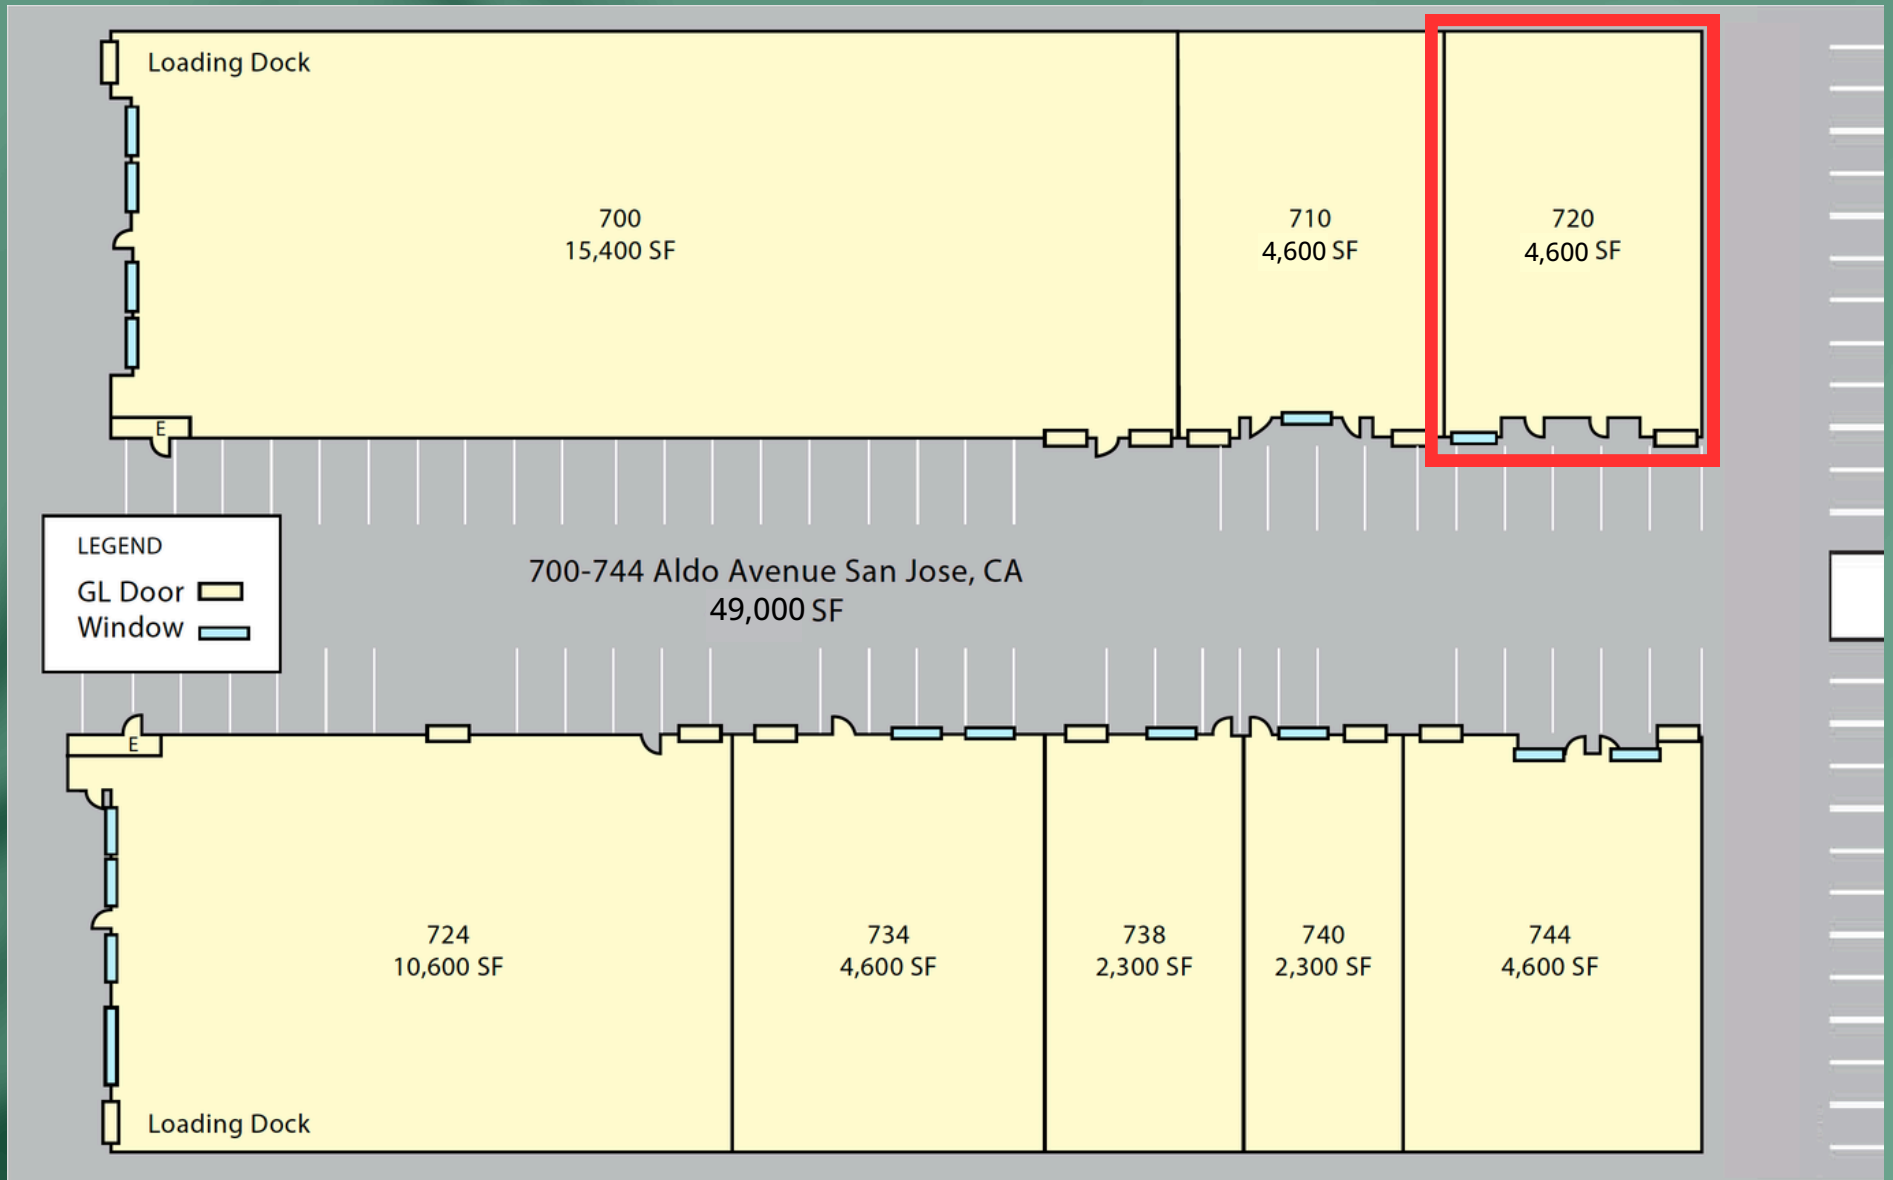 Loading Dock
700
15,400 SF
710
4,600 SF
720
4,600 SF
E
LEGEND
GL Door
Window
700-744 Aldo Avenue San Jose, CA
49,000 SF
E
724
10,600 SF
734
4,600 SF
738
2,300 SF
740
2,300 SF
744
4,600 SF
Loading Dock